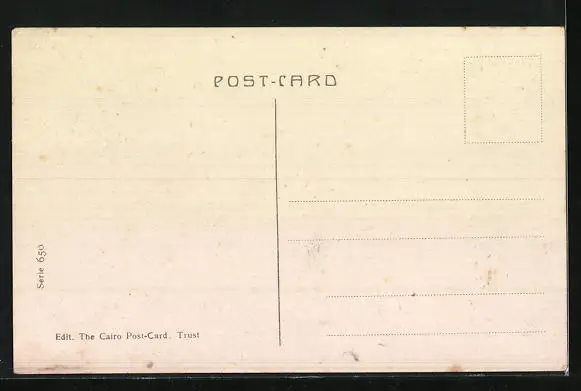 POST-CARD
Serie 650
Edit. The Cairo Post-Card. Trust